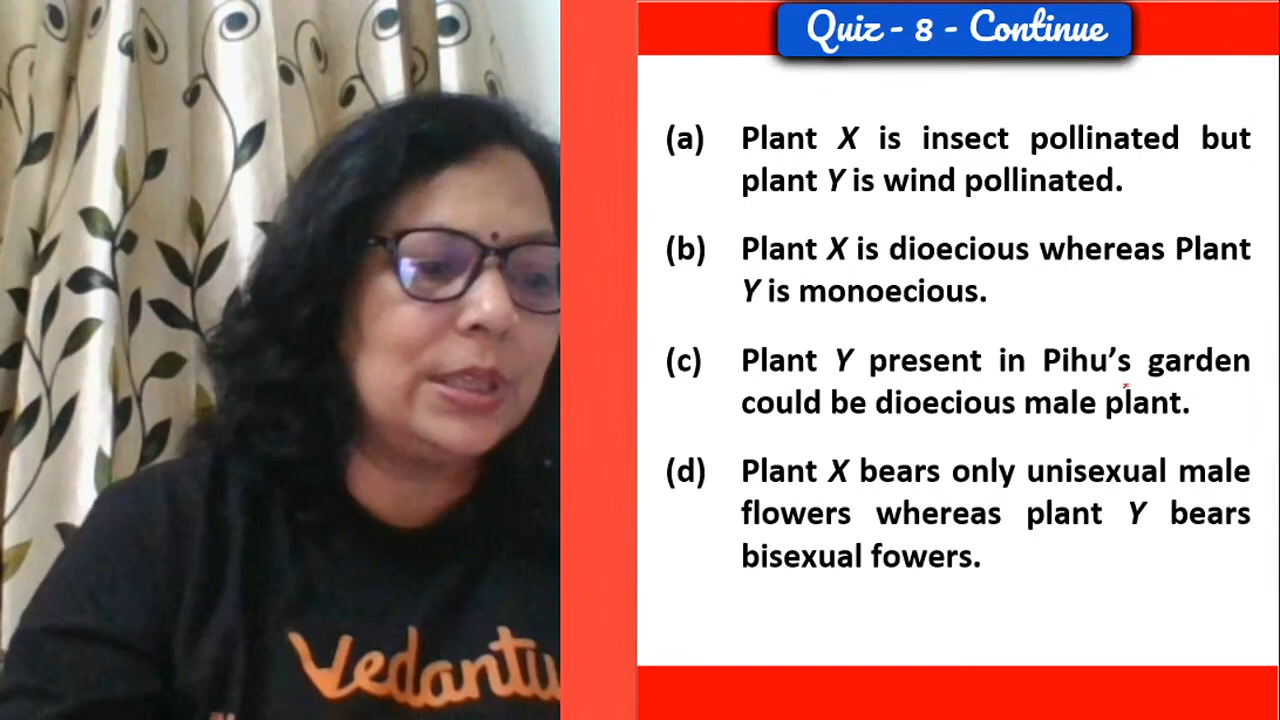 Quiz - 8 - Continue
(a) Plant X is insect pollinated but
plant Y is wind pollinated.
(b) Plant X is dioecious whereas Plant
Y is monoecious.
(c) Plant Y present in Pihu’s garden
could be dioecious male plant.
(d) Plant X bears only unisexual male
flowers whereas plant Y bears
bisexual fowers.
Vedantu